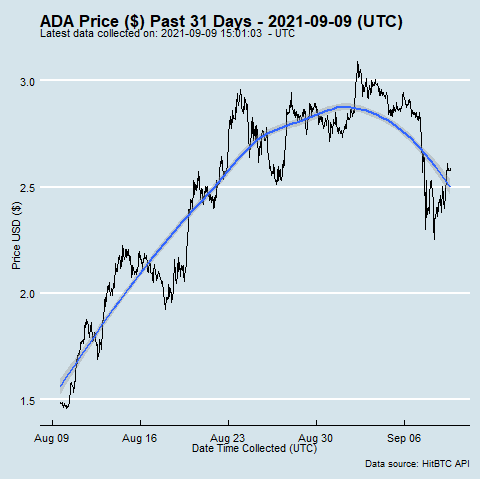 ADA Price ($) Past 31 Days - 2021-09-09 (UTC)
Latest data collected on: 2021-09-09 15:01:03 - UTC
3.0
2.5
2.0
1.5
Price USD ($)
Aug 09 Aug 16 Aug 23 Aug 30 Sep 06
Date Time Collected (UTC)
Data source: HitBTC API